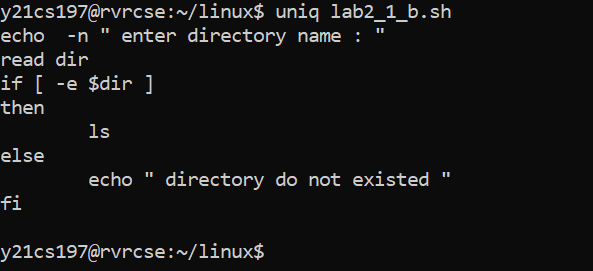 y21cs197@rvrcse:~/linux$ uniq lab2_1_b.sh
echo  -n " enter directory name : "
read dir
if [ -e $dir ]
then
        ls
else
        echo " directory do not existed "
fi

y21cs197@rvrcse:~/linux$